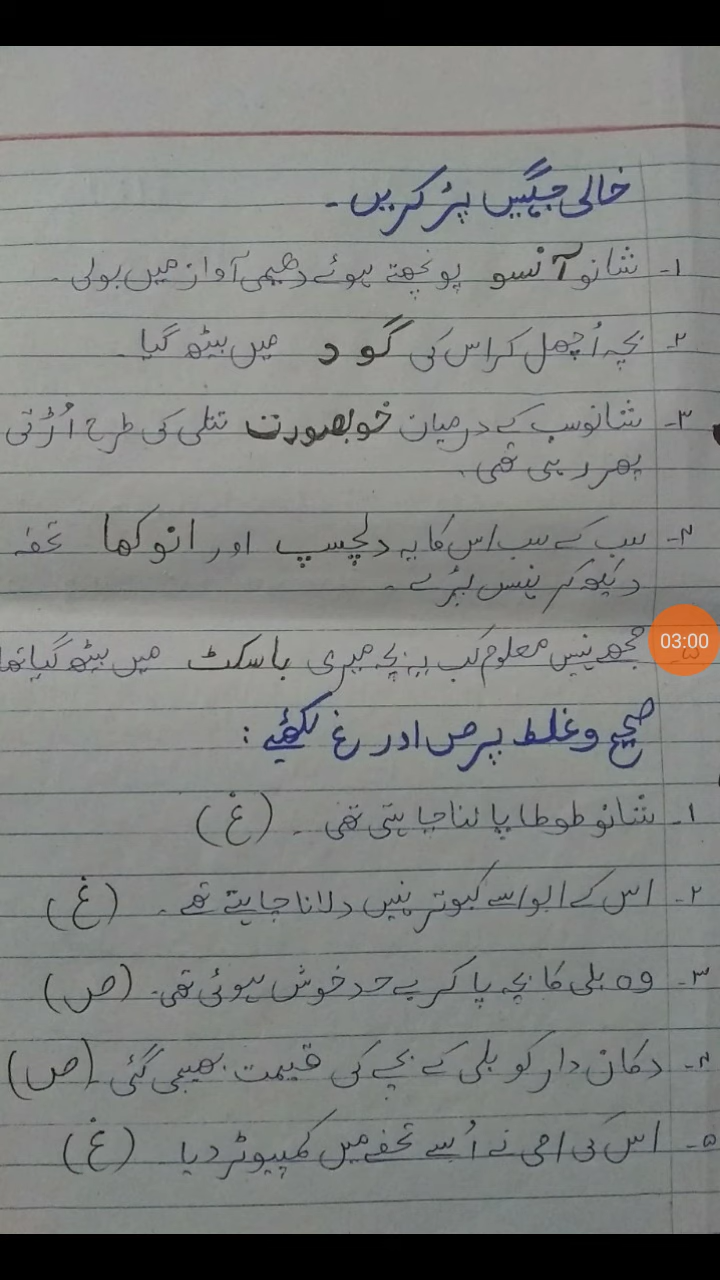 خالی جگہیں پُر کریں۔
۱۔ شانو آنسو پونچھتے ہوئے دھیمی آواز میں بولی۔
۲۔ بچہ اُچھل کر اس کی گود میں بیٹھ گیا۔
۳۔ شانو سب کے درمیان خوبصورت تتلی کی طرح اُڑتی
پھر رہی تھی۔
۴۔ سب کے سب اس کا یہ دلچسپ اور انوکھا تحفہ
دیکھ کر ہنس پڑے۔
03:00
۵۔ مجھے نہیں معلوم کب یہ بچہ میری باسکٹ میں بیٹھ گیا تھا
صحیح و غلط پر ص اور غ لکھئیے :
۱۔ شانو طوطا پالنا چاہتی تھی۔ (غ)
۲۔ اس کے ابو اسے کبوتر نہیں دلانا چاہتے تھے۔ (غ)
۳۔ وہ بلی کا بچہ پا کر بے حد خوش ہوئی تھی۔ (ص)
۴۔ دکان دار کو بلی کے بچے کی قیمت بھیجی گئی۔ (ص)
۵۔ اس کی امی نے اُسے تحفے میں کمپیوٹر دیا (غ)